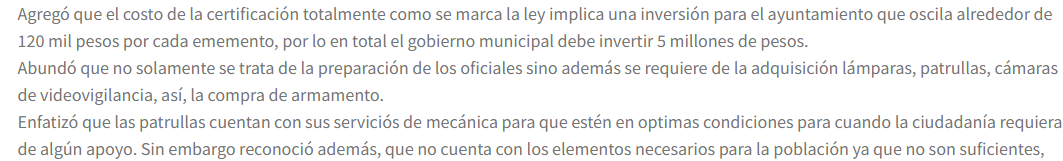 Agregó que el costo de la certificación totalmente como se marca la ley implica una inversión para el ayuntamiento que oscila alrededor de
120 mil pesos por cada ememento, por lo en total el gobierno municipal debe invertir 5 millones de pesos.
Abundó que no solamente se trata de la preparación de los oficiales sino además se requiere de la adquisición lámparas, patrullas, cámaras
de videovigilancia, así, la compra de armamento.
Enfatizó que las patrullas cuentan con sus serviciós de mecánica para que estén en optimas condiciones para cuando la ciudadanía requiera
de algún apoyo. Sin embargo reconoció además, que no cuenta con los elementos necesarios para la población ya que no son suficientes,